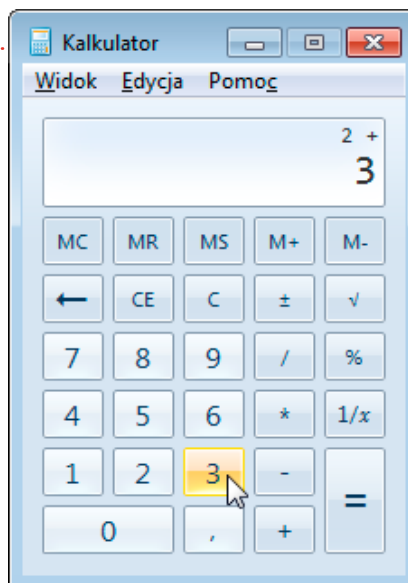 Kalkulator
Widok Edycja Pomoc
2 +
3
MC MR MS M+ M-
← CE C ± √
7 8 9 / %
4 5 6 * 1/x
1 2 3 - =
0 , +